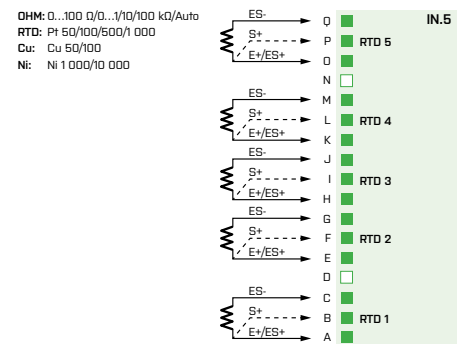 OHM: 0...100 Ω/0...1/10/100 kΩ/Auto
RTD: Pt 50/100/500/1 000
Cu: Cu 50/100
Ni: Ni 1 000/10 000
IN.5
ES- Q
S+ P RTD 5
E+/ES+ O
N
ES- M
S+ L RTD 4
E+/ES+ K
ES- J
S+ I RTD 3
E+/ES+ H
ES- G
S+ F RTD 2
E+/ES+ E
D
ES- C
S+ B RTD 1
E+/ES+ A